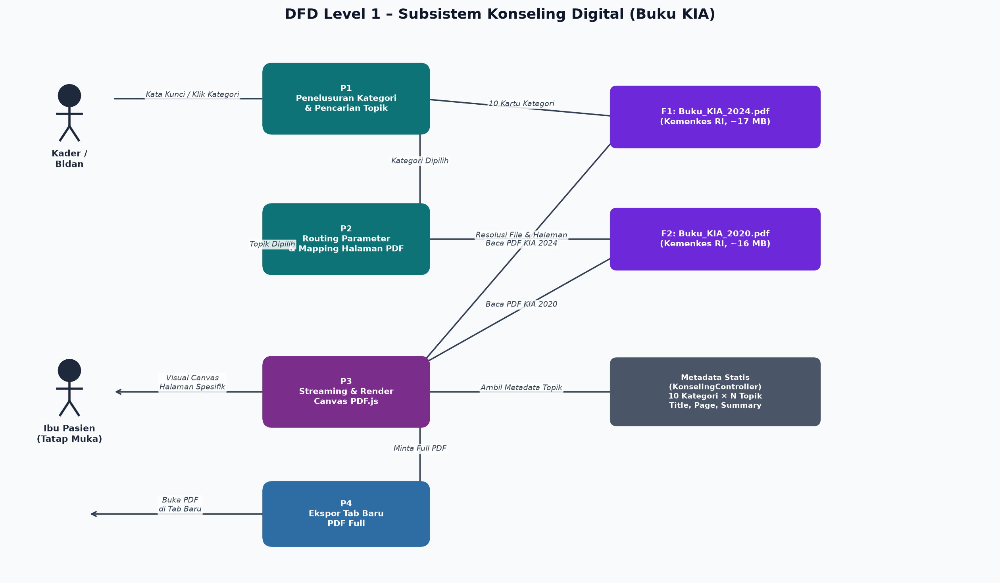 DFD Level 1 – Subsistem Konseling Digital (Buku KIA)
Kader /
Bidan
Kata Kunci / Klik Kategori
P1
Penelusuran Kategori
& Pencarian Topik
10 Kartu Kategori
F1: Buku_KIA_2024.pdf
(Kemenkes RI, ~17 MB)
Kategori Dipilih
Topik Dipilih
P2
Routing Parameter
& Mapping Halaman PDF
Resolusi File & Halaman
Baca PDF KIA 2024
F2: Buku_KIA_2020.pdf
(Kemenkes RI, ~16 MB)
Baca PDF KIA 2020
Ibu Pasien
(Tatap Muka)
Visual Canvas
Halaman Spesifik
P3
Streaming & Render
Canvas PDF.js
Ambil Metadata Topik
Metadata Statis
(KonselingController)
10 Kategori × N Topik
Title, Page, Summary
Minta Full PDF
Buka PDF
di Tab Baru
P4
Ekspor Tab Baru
PDF Full